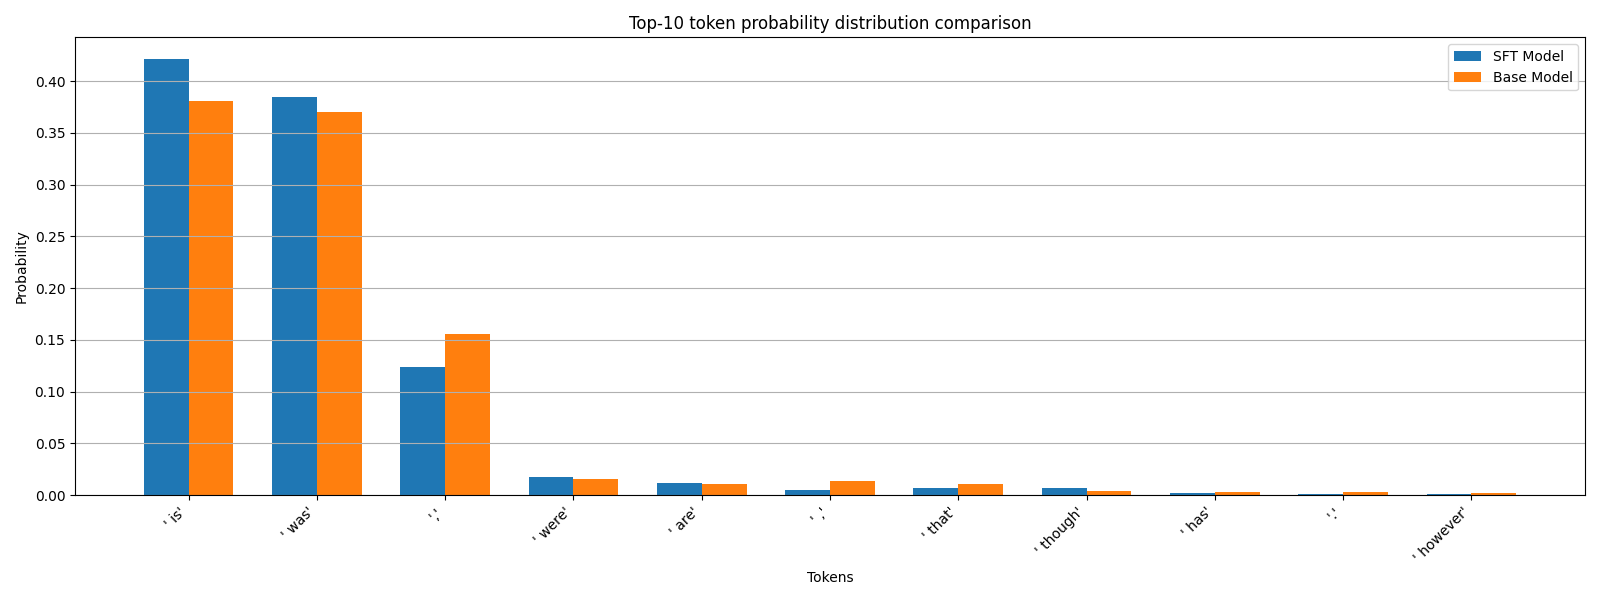 Top-10 token probability distribution comparison
SFT Model
Base Model
0.40
0.35
0.30
0.25
0.20
0.15
0.10
0.05
0.00
Probability
' is'
' was'
','
' were'
' are'
' ,'
' that'
' though'
' has'
'.'
' however'
Tokens